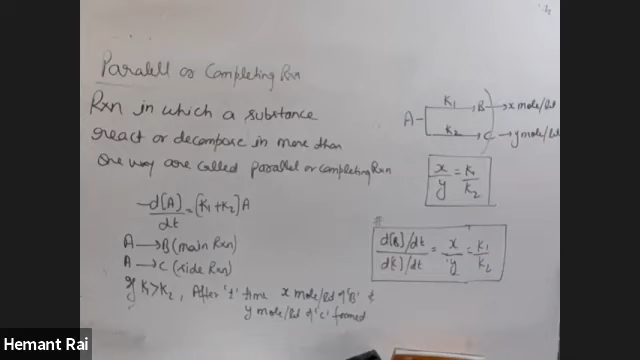 Paralell or Completing Rxn
Rxn in which a substance
react or decompose in more than
one way are called parallel or completing Rxn
-d[A]/dt = (K1+K2)A
A → B (main Rxn)
A → C (side Rxn)
If K1 > K2, After 't' time x mole/lit of 'B' &
y mole/lit of 'C' formed
A
K1 → B → x mole/lit
K2 → C → y mole/lit
x/y = K1/K2
#
d[B]/dt / d[C]/dt = x/y = K1/K2
Hemant Rai